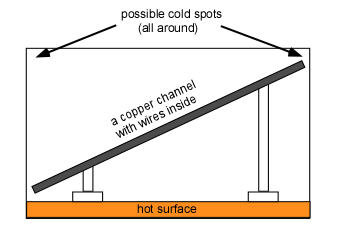 possible cold spots
(all around)
a copper channel
with wires inside
hot surface